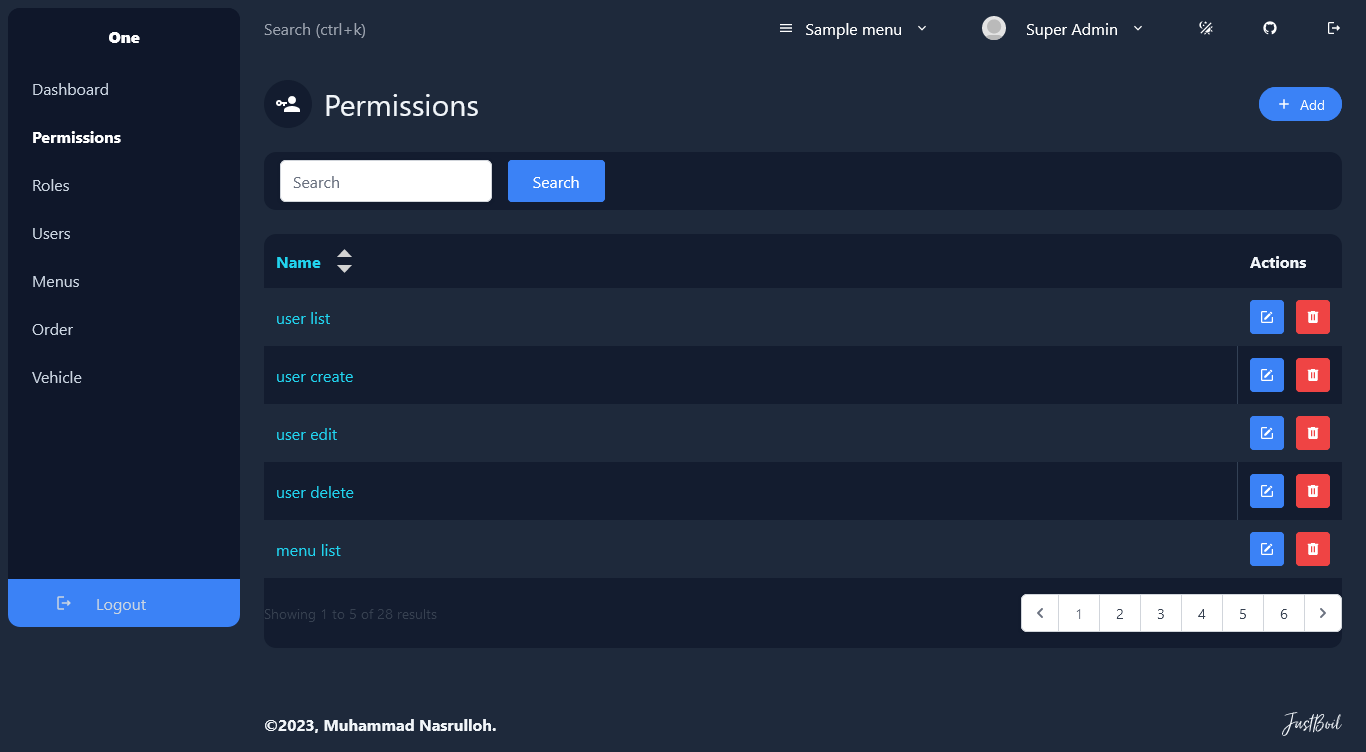 One
Dashboard
Permissions
Roles
Users
Menus
Order
Vehicle
Logout
Search (ctrl+k)
Sample menu
Super Admin
Permissions
Add
Search
Search
Name
Actions
user list
user create
user edit
user delete
menu list
Showing 1 to 5 of 28 results
1 2 3 4 5 6
©2023, Muhammad Nasrulloh.
JustBoil